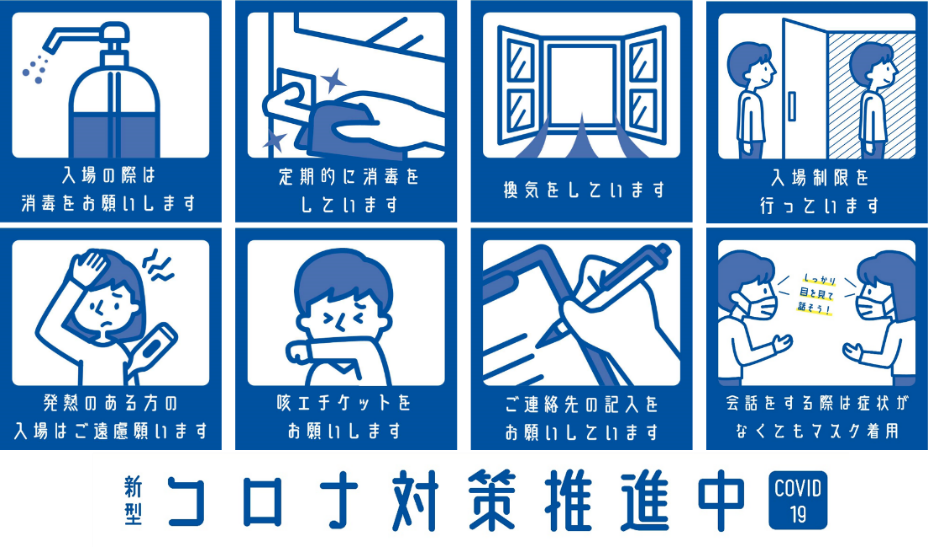 入場の際は
消毒をお願いします
定期的に消毒を
しています
換気をしています
入場制限を
行っています
しっかり
目を見て
話そう！
発熱のある方の
入場はご遠慮願います
咳エチケットを
お願いします
ご連絡先の記入を
お願いしています
会話をする際は症状が
なくてもマスク着用
新型
コロナ対策推進中
COVID
19